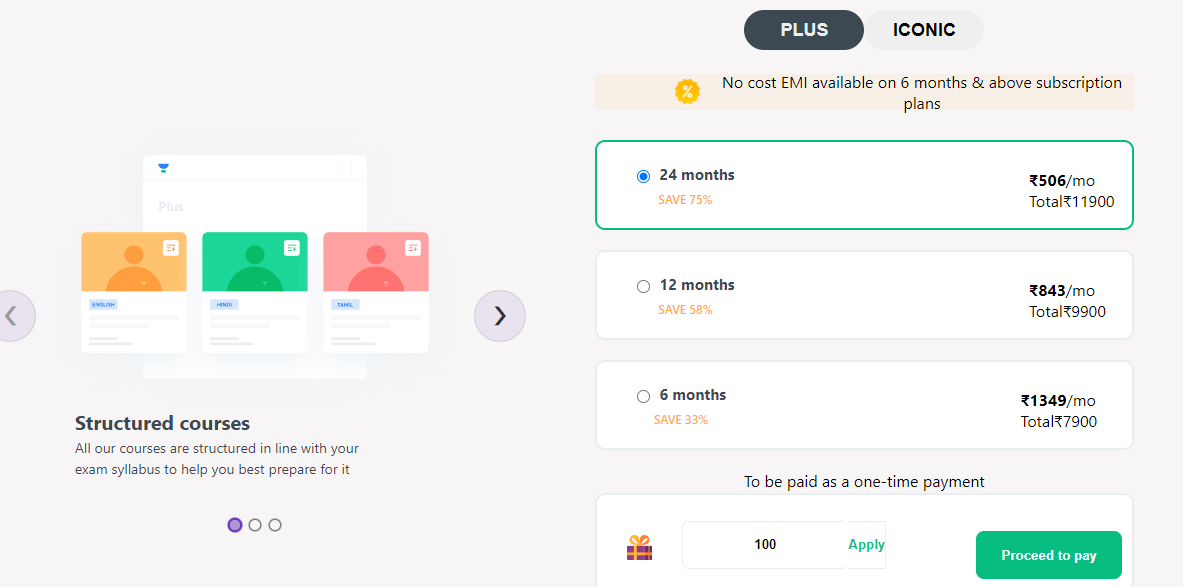 PLUS
ICONIC
No cost EMI available on 6 months & above subscription
plans
24 months
SAVE 75%
₹506/mo
Total₹11900
12 months
SAVE 58%
₹843/mo
Total₹9900
6 months
SAVE 33%
₹1349/mo
Total₹7900
To be paid as a one-time payment
100
Apply
Proceed to pay
Plus
ENGLISH
HINDI
TAMIL
Structured courses
All our courses are structured in line with your
exam syllabus to help you best prepare for it